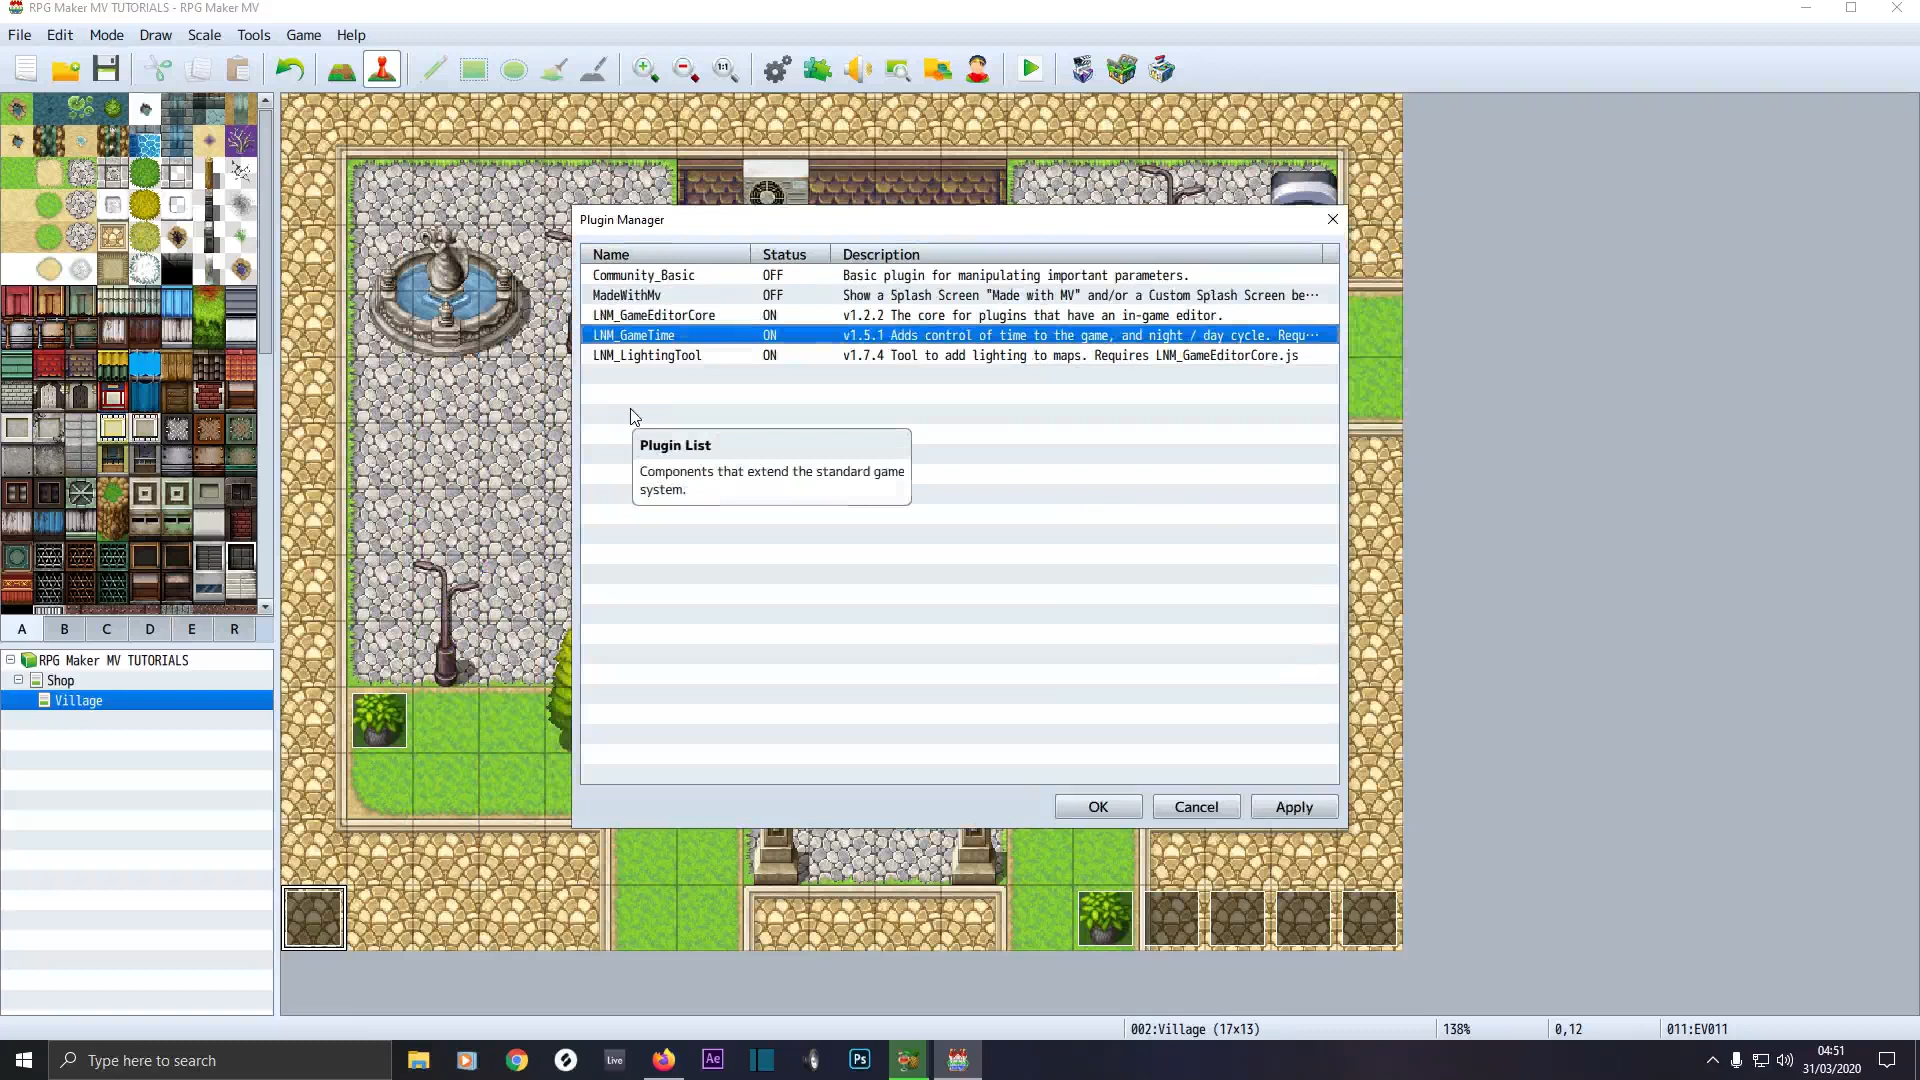 RPG Maker MV TUTORIALS - RPG Maker MV
File Edit Mode Draw Scale Tools Game Help
Plugin Manager
Name Status Description
Community_Basic OFF Basic plugin for manipulating important parameters.
MadeWithMv OFF Show a Splash Screen "Made with MV" and/or a Custom Splash Screen be···
LNM_GameEditorCore ON v1.2.2 The core for plugins that have an in-game editor.
LNM_GameTime ON v1.5.1 Adds control of time to the game, and night / day cycle. Requ···
LNM_LightingTool ON v1.7.4 Tool to add lighting to maps. Requires LNM_GameEditorCore.js
Plugin List
Components that extend the standard game
system.
A B C D E R
RPG Maker MV TUTORIALS
Shop
Village
OK Cancel Apply
002:Village (17x13) 138% 0,12 011:EV011
Type here to search
Live
Ae
Ps
04:51
31/03/2020